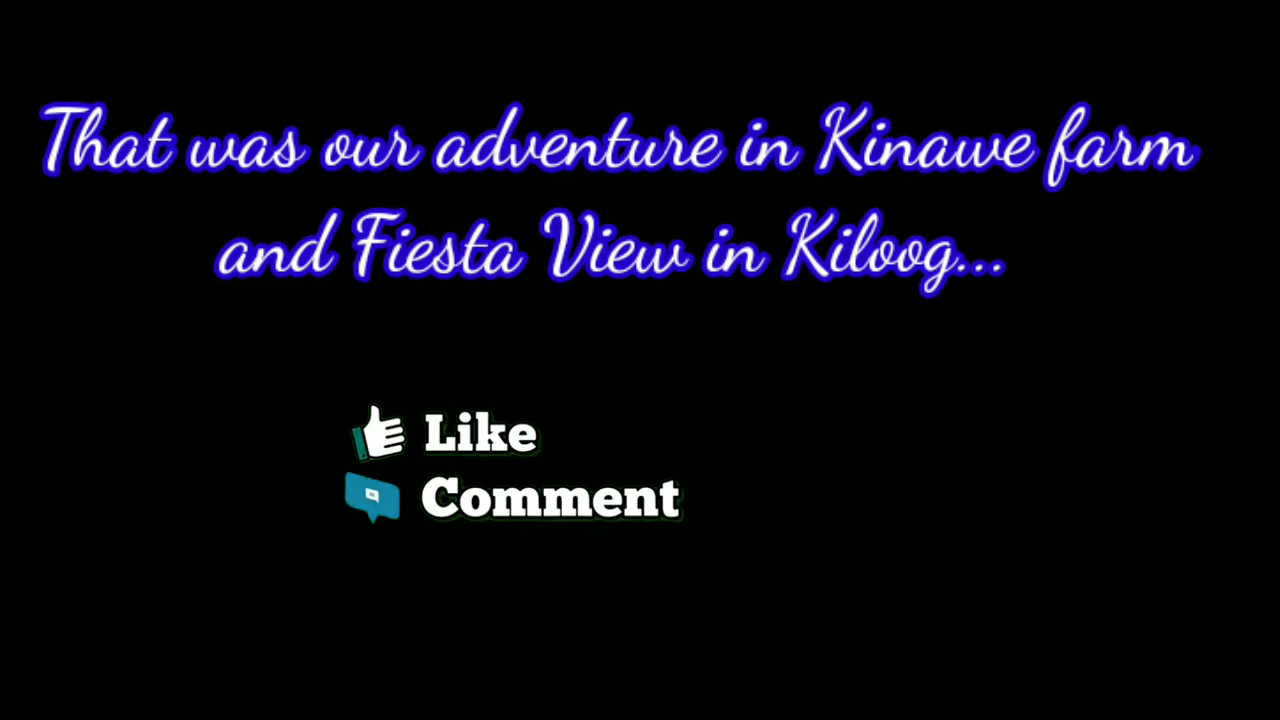 That was our adventure in Kinawe farm
and Fiesta View in Kiloog...
Like
Comment